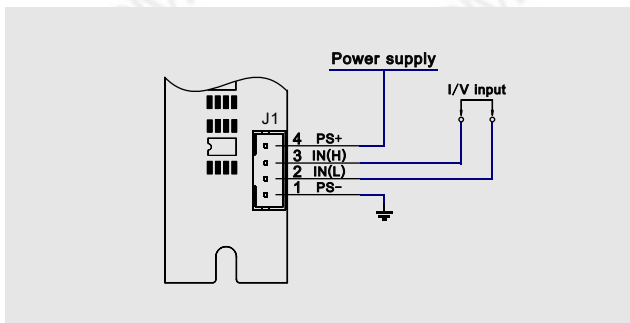 Power supply
I/V input
J1
4 PS+
3 IN(H)
2 IN(L)
1 PS-